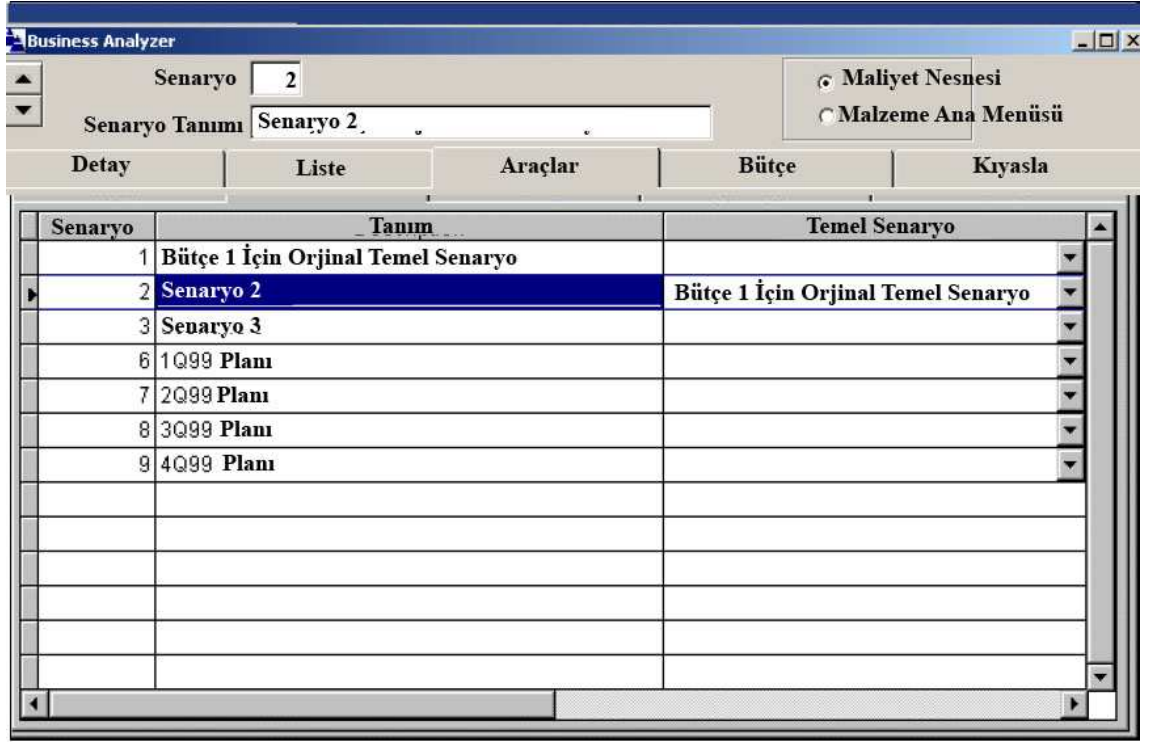 Business Analyzer
Senaryo 2 Maliyet Nesnesi
Senaryo Tanımı Senaryo 2 Malzeme Ana Menüsü
Detay Liste Araçlar Bütçe Kıyasla
Senaryo Tanım Temel Senaryo
1 Bütçe 1 İçin Orjinal Temel Senaryo
2 Senaryo 2 Bütçe 1 İçin Orjinal Temel Senaryo
3 Senaryo 3
6 1Q99 Planı
7 2Q99 Planı
8 3Q99 Planı
9 4Q99 Planı